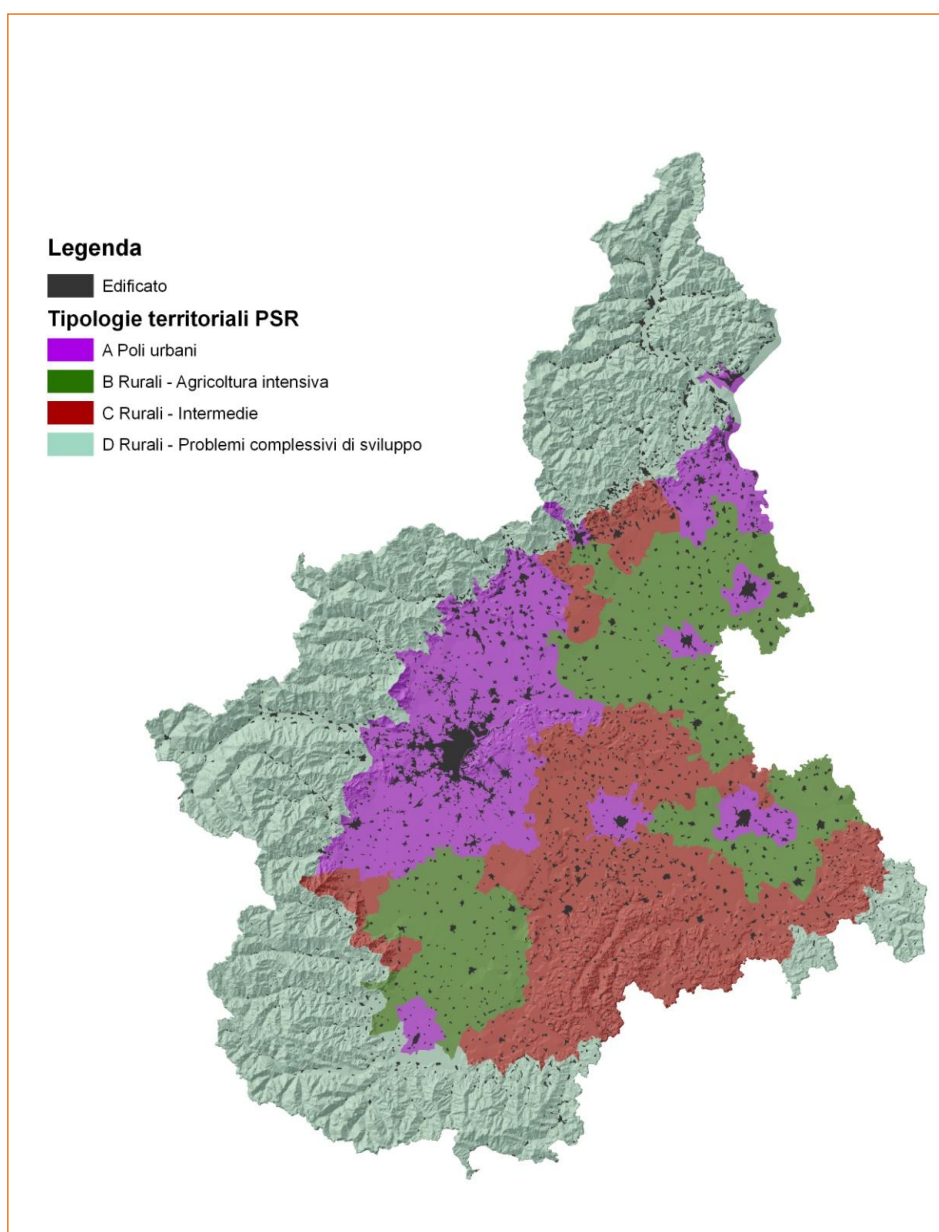 Legenda
Edificato
Tipologie territoriali PSR
A Poli urbani
B Rurali - Agricoltura intensiva
C Rurali - Intermedie
D Rurali - Problemi complessivi di sviluppo